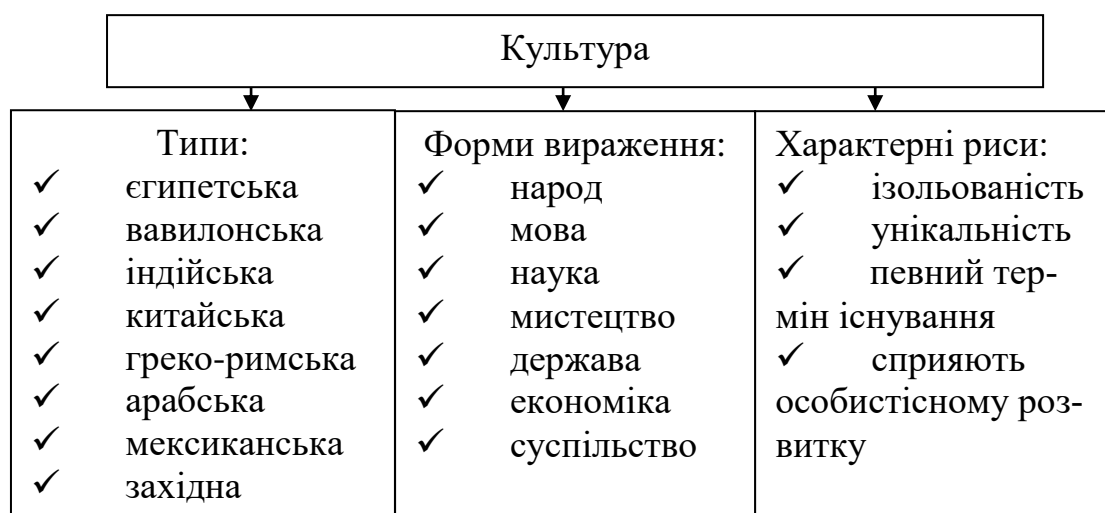 Культура
Типи:
✓ єгипетська
✓ вавилонська
✓ індійська
✓ китайська
✓ греко-римська
✓ арабська
✓ мексиканська
✓ західна
Форми вираження:
✓ народ
✓ мова
✓ наука
✓ мистецтво
✓ держава
✓ економіка
✓ суспільство
Характерні риси:
✓ ізольованість
✓ унікальність
✓ певний тер-
мін існування
✓ сприяють
особистісному роз-
витку